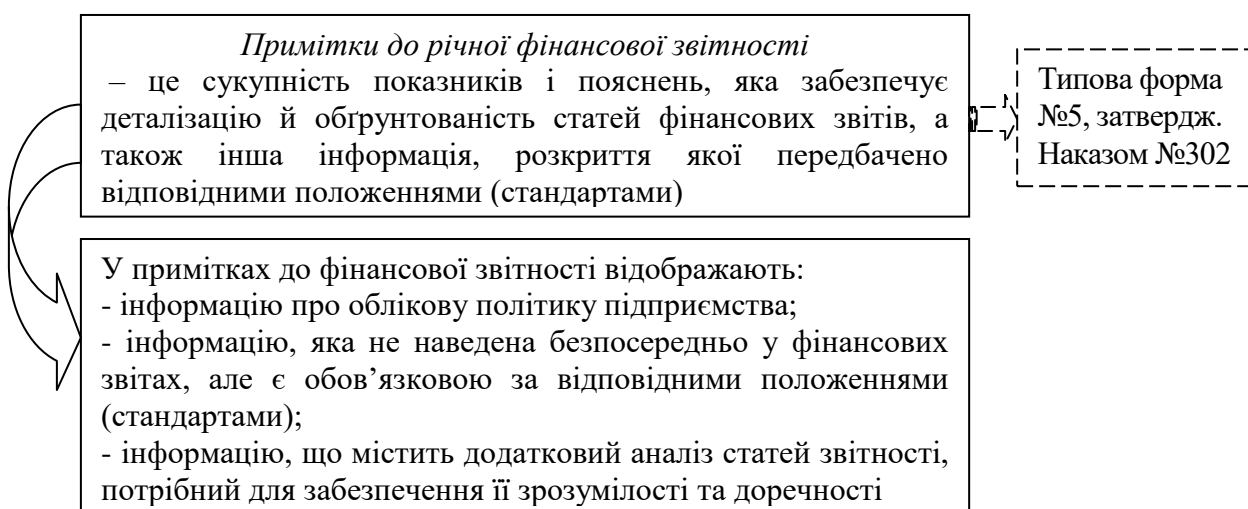 Примітки до річної фінансової звітності
– це сукупність показників і пояснень, яка забезпечує
деталізацію й обґрунтованість статей фінансових звітів, а
також інша інформація, розкриття якої передбачено
відповідними положеннями (стандартами)
Типова форма
№5, затвердж.
Наказом №302
У примітках до фінансової звітності відображають:
- інформацію про облікову політику підприємства;
- інформацію, яка не наведена безпосередньо у фінансових
звітах, але є обов’язковою за відповідними положеннями
(стандартами);
- інформацію, що містить додатковий аналіз статей звітності,
потрібний для забезпечення її зрозумілості та доречності